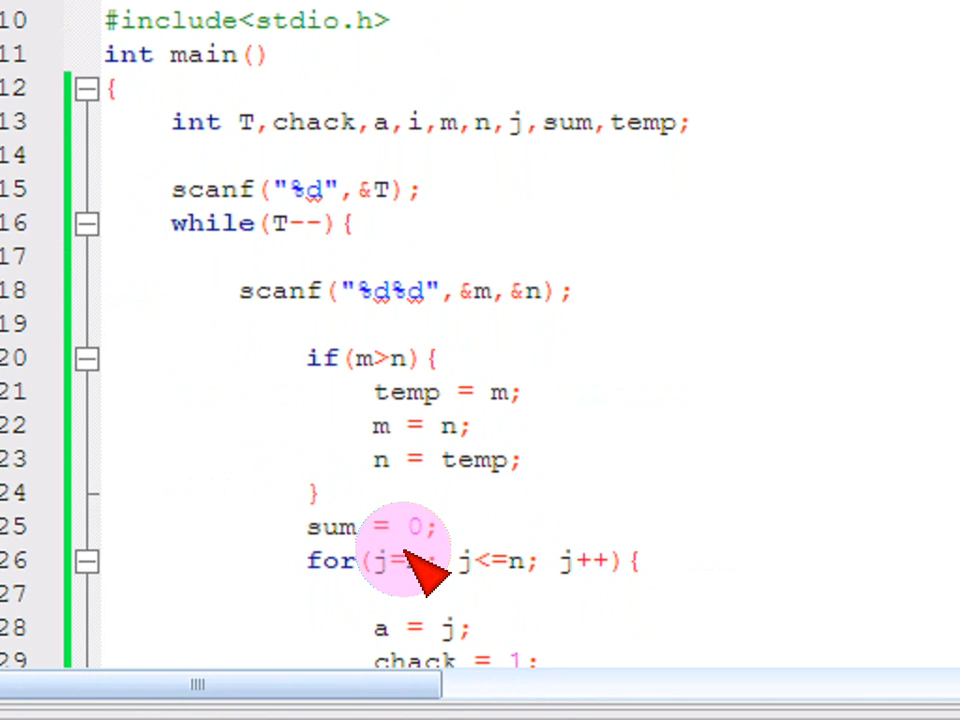 10 #include<stdio.h>
11 int main()
12 {
13 int T,chack,a,i,m,n,j,sum,temp;
14
15 scanf("%d",&T);
16 while(T--){
17
18 scanf("%d%d",&m,&n);
19
20 if(m>n){
21 temp = m;
22 m = n;
23 n = temp;
24 }
25 sum = 0;
26 for(j= j<=n; j++){
27
28 a = j;
29 chack = 1;